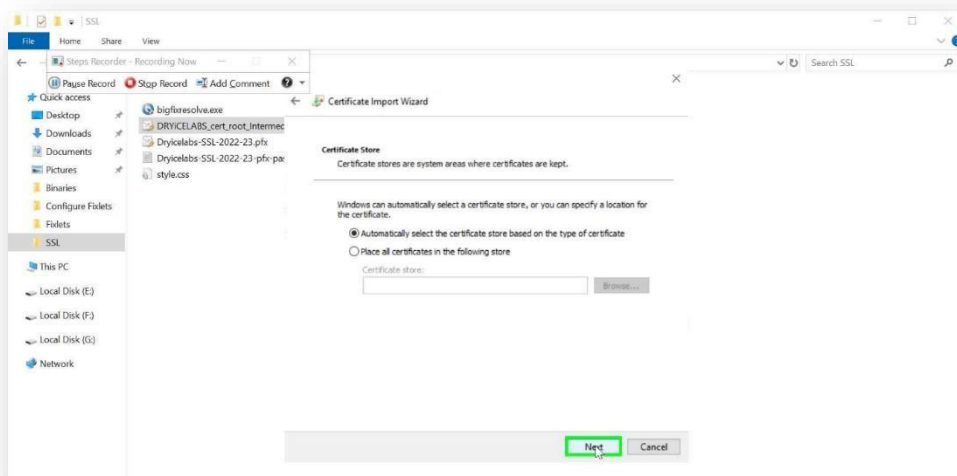 SSL
File Home Share View
Steps Recorder - Recording Now
Search SSL
Pause Record Stop Record Add Comment
Quick access
Desktop
Downloads
Documents
Pictures
Binaries
Configure Fixlets
Fixlets
SSL
This PC
Local Disk (E:)
Local Disk (F:)
Local Disk (G:)
Network
bigfixresolve.exe
DRYiCELABS_cert_root_Intermed
Dryicelabs-SSL-2022-23.pfx
Dryicelabs-SSL-2022-23-pfx-pa
style.css
Certificate Import Wizard
Certificate Store
Certificate stores are system areas where certificates are kept.
Windows can automatically select a certificate store, or you can specify a location for
the certificate.
Automatically select the certificate store based on the type of certificate
Place all certificates in the following store
Certificate store:
Browse...
Next Cancel